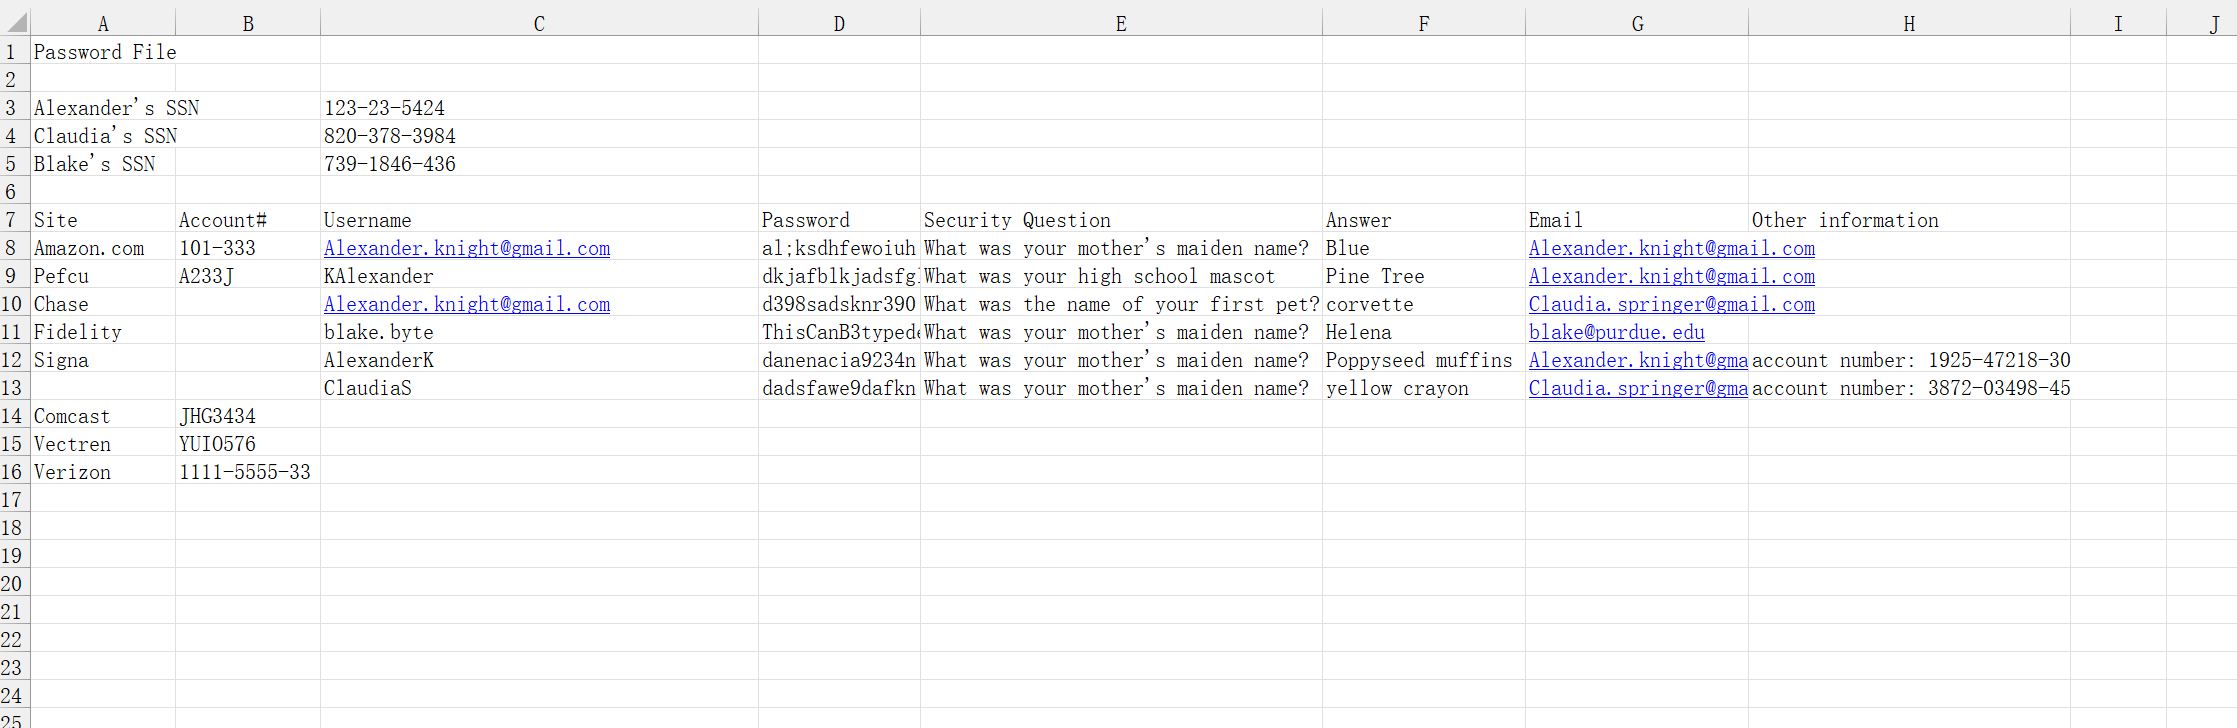 A B C D E F G H I J
1 Password File
2
3 Alexander's SSN 123-23-5424
4 Claudia's SSN 820-378-3984
5 Blake's SSN 739-1846-436
6
7 Site Account# Username Password Security Question Answer Email Other information
8 Amazon.com 101-333 Alexander.knight@gmail.com al;ksdhfewoiuh What was your mother's maiden name? Blue Alexander.knight@gmail.com
9 Pefcu A233J KAlexander dkjafblkjadsfgl What was your high school mascot Pine Tree Alexander.knight@gmail.com
10 Chase Alexander.knight@gmail.com d398sadsknr390 What was the name of your first pet? corvette Claudia.springer@gmail.com
11 Fidelity blake.byte ThisCanB3typede What was your mother's maiden name? Helena blake@purdue.edu
12 Signa AlexanderK danenacia9234n What was your mother's maiden name? Poppyseed muffins Alexander.knight@gma account number: 1925-47218-30
13 ClaudiaS dadsfawe9dafkn What was your mother's maiden name? yellow crayon Claudia.springer@gma account number: 3872-03498-45
14 Comcast JHG3434
15 Vectren YUIO576
16 Verizon 1111-5555-33
17
18
19
20
21
22
23
24
25